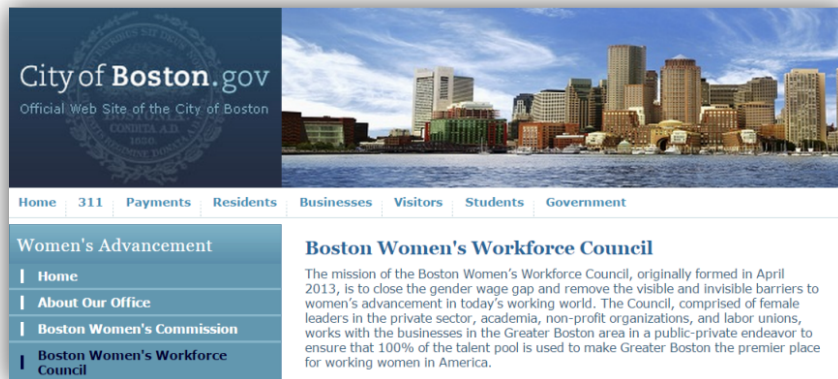 City of Boston.gov
Official Web Site of the City of Boston
BOSTONIA
CONDITA A.D.
1630.
Home 311 Payments Residents Businesses Visitors Students Government
Women's Advancement
Home
About Our Office
Boston Women's Commission
Boston Women's Workforce
Council
Boston Women's Workforce Council
The mission of the Boston Women's Workforce Council, originally formed in April
2013, is to close the gender wage gap and remove the visible and invisible barriers to
women's advancement in today's working world. The Council, comprised of female
leaders in the private sector, academia, non-profit organizations, and labor unions,
works with the businesses in the Greater Boston area in a public-private endeavor to
ensure that 100% of the talent pool is used to make Greater Boston the premier place
for working women in America.